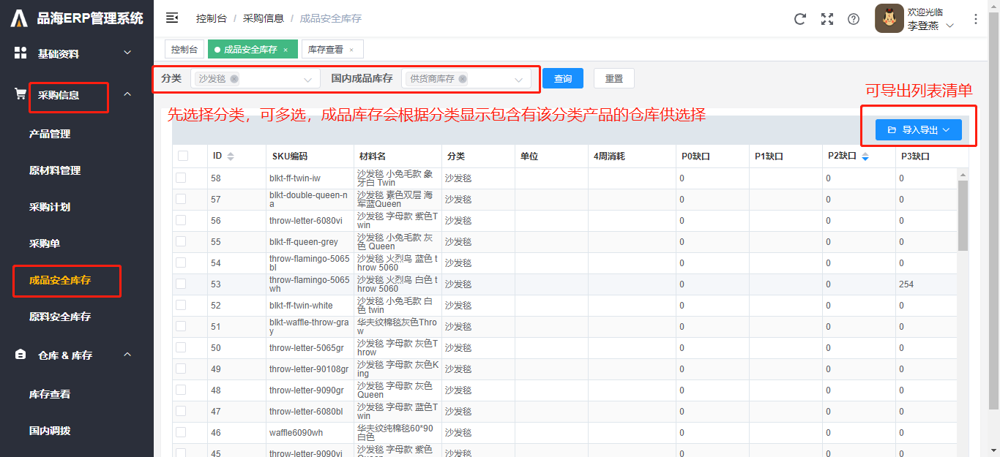 品海ERP管理系统
控制台 / 采购信息 / 成品安全库存
欢迎光临
李登燕
基础资料
采购信息
产品管理
原材料管理
采购计划
采购单
成品安全库存
原料安全库存
仓库 & 库存
库存查看
国内调拨
控制台 成品安全库存 × 库存查看 ×
分类 沙发毯 国内成品库存 供货商库存 查询 重置
可导出列表清单
先选择分类，可多选，成品库存会根据分类显示包含有该分类产品的仓库供选择
导入导出
ID SKU编码 材料名 分类 单位 4周消耗 P0缺口 P1缺口 P2缺口 P3缺口
58 blkt-ff-twin-iw 沙发毯 小兔毛款 象牙白 Twin 沙发毯 0 0 0
57 blkt-double-queen-na 沙发毯 素色双层 海军蓝Queen 沙发毯 0 0 0
56 throw-letter-6080vi 沙发毯 字母款 紫色Twin 沙发毯 0 0 0
55 blkt-ff-queen-grey 沙发毯 小兔毛款 灰色 Queen 沙发毯 0 0 0
54 throw-flamingo-5065bl 沙发毯 火烈鸟 蓝色 throw 5060 沙发毯 0 0 0
53 throw-flamingo-5065wh 沙发毯 火烈鸟 白色 throw 5060 沙发毯 0 0 254
52 blkt-ff-twin-white 沙发毯 小兔毛款 白色 twin 沙发毯 0 0 0
51 blkt-waffle-throw-gray 华夫纹棉毯灰色Throw 沙发毯 0 0 0
50 throw-letter-5065gr 沙发毯 字母款 灰色Throw 沙发毯 0 0 0
49 throw-letter-90108gr 沙发毯 字母款 灰色King 沙发毯 0 0 0
48 throw-letter-9090gr 沙发毯 字母款 灰色Queen 沙发毯 0 0 0
47 throw-letter-6080bl 沙发毯 字母款 蓝色Twin 沙发毯 0 0 0
46 waffle6090wh 华夫纹纯棉毯60*90白色 沙发毯 0 0 0
45 throw-letter-9090vi 沙发毯 字母款 紫色Queen 沙发毯 0 0 0